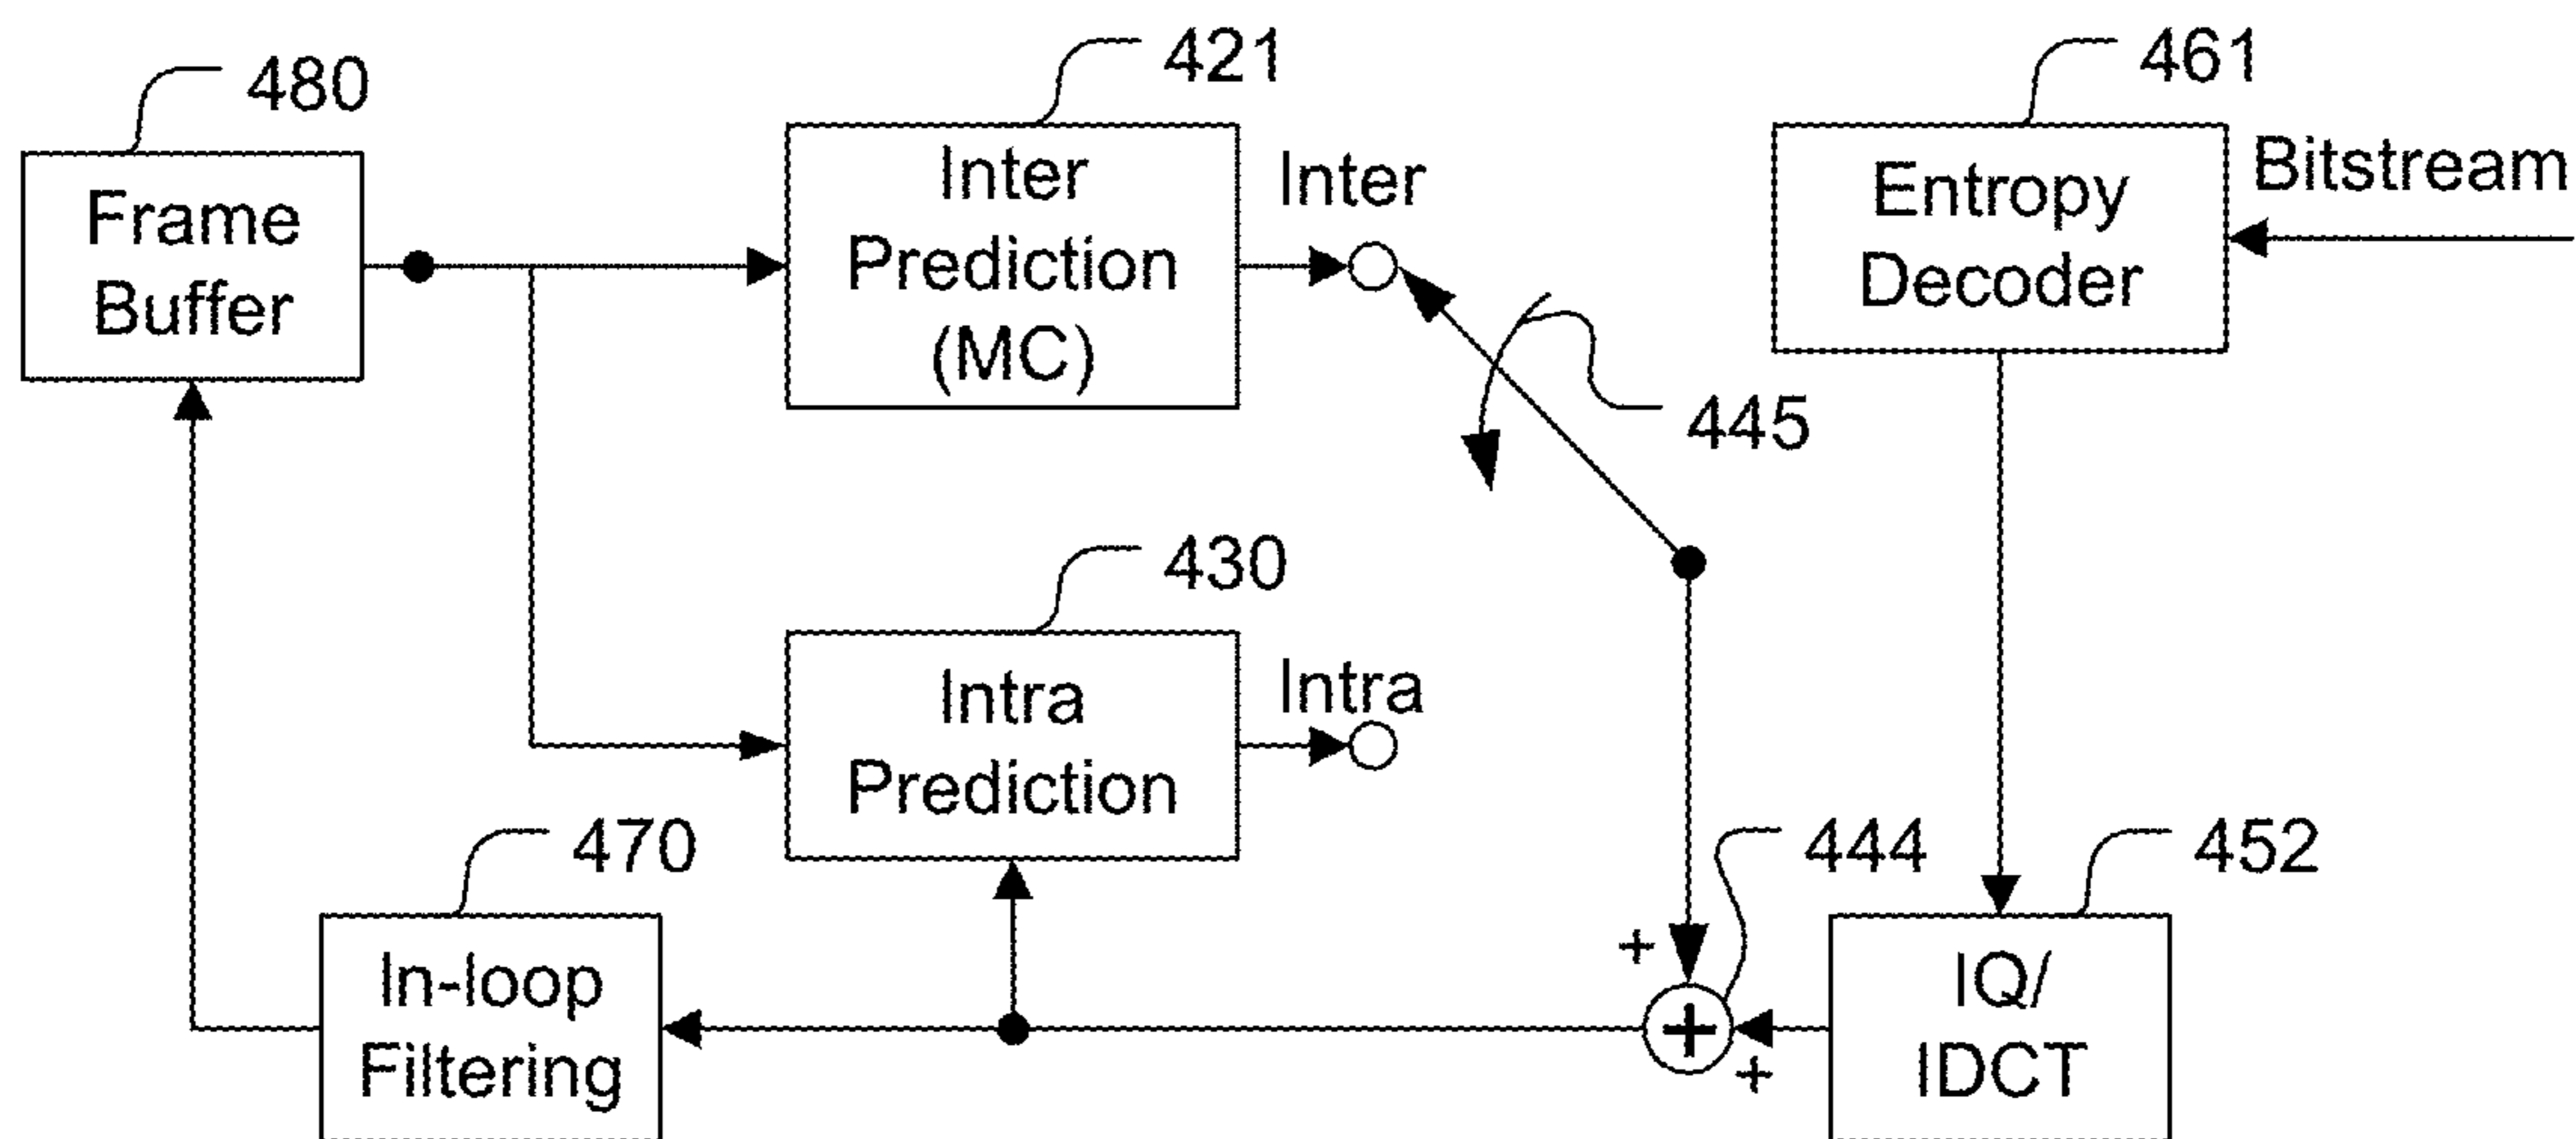 480
Frame
Buffer
421
Inter
Prediction
(MC)
Inter
445
461
Entropy
Decoder
Bitstream
430
Intra
Prediction
Intra
470
In-loop
Filtering
444
+
+
+
452
IQ/
IDCT